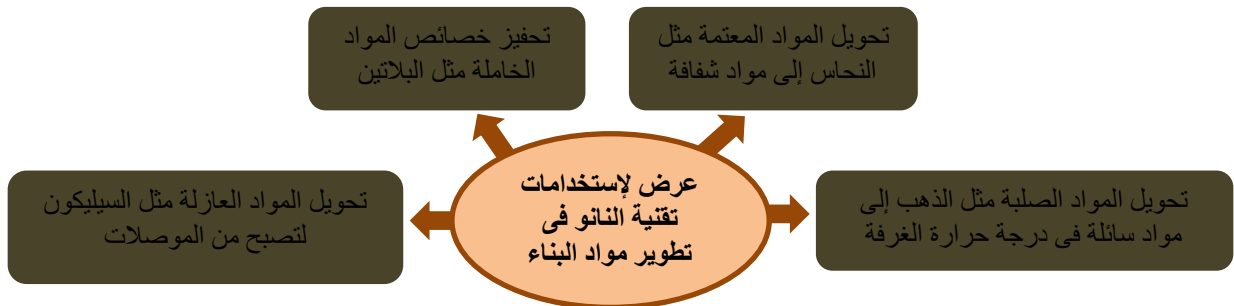 تحويل المواد المعتمة مثل
النحاس إلى مواد شفافة
تحفيز خصائص المواد
الخاملة مثل البلاتين
عرض لإستخدامات
تقنية النانو فى
تطوير مواد البناء
تحويل المواد الصلبة مثل الذهب إلى
مواد سائلة فى درجة حرارة الغرفة
تحويل المواد العازلة مثل السيليكون
لتصبح من الموصلات